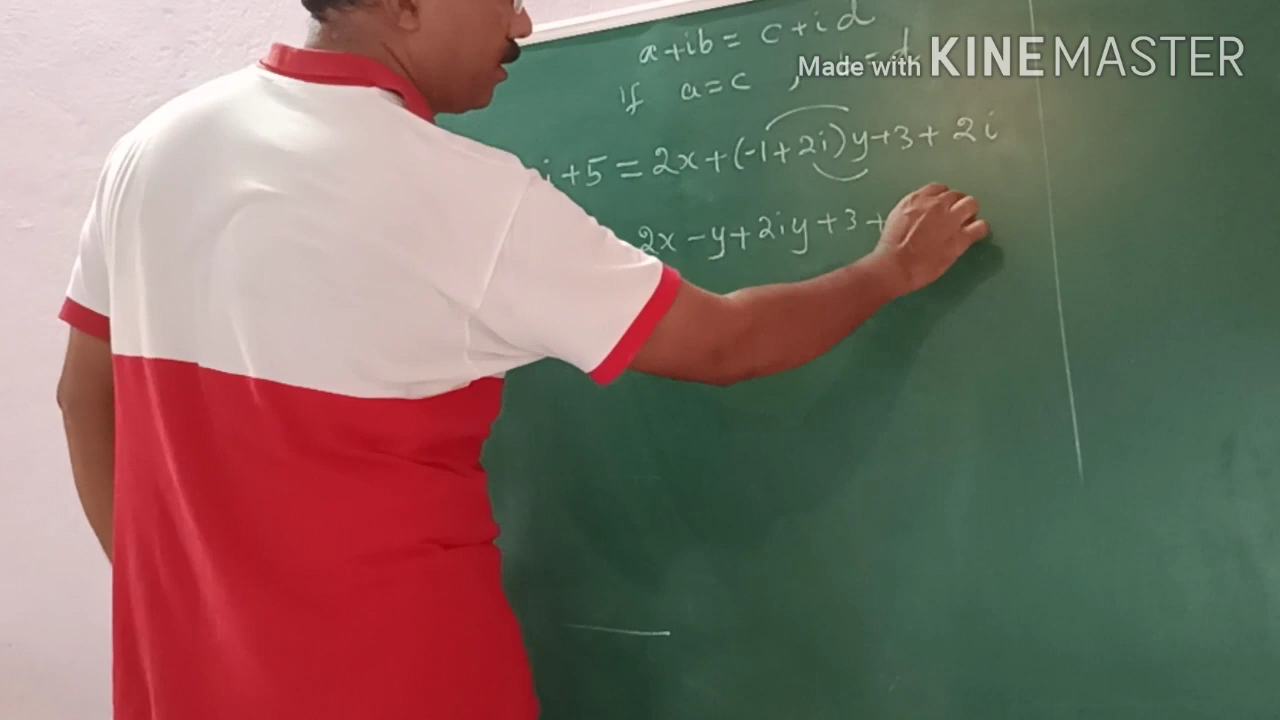 a+ib = c+id
Made with KINEMASTER
if a=c ,
i+5 = 2x+(-1+2i)y+3+2i
2x-y+2iy+3+